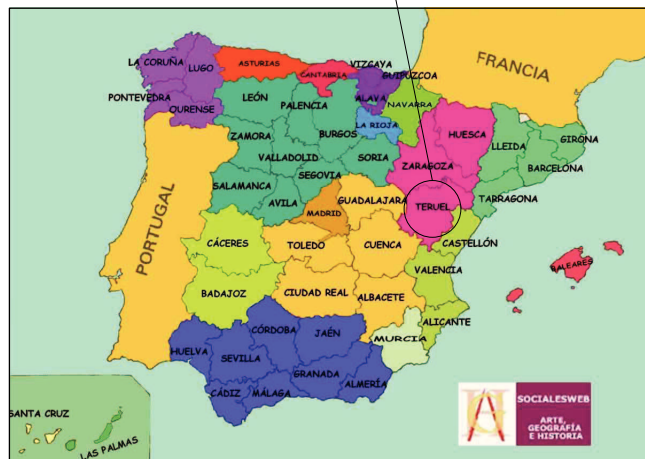 FRANCIA
LA CORUÑA
LUGO
ASTURIAS
CANTABRIA
VIZCAYA
GUIPÚZCOA
ALAVA
NAVARRA
PONTEVEDRA
OURENSE
LEÓN
PALENCIA
BURGOS
LA RIOJA
HUESCA
LLEIDA
GIRONA
BARCELONA
ZAMORA
VALLADOLID
SORIA
ZARAGOZA
SEGOVIA
SALAMANCA
AVILA
MADRID
GUADALAJARA
TERUEL
TARRAGONA
PORTUGAL
CÁCERES
TOLEDO
CUENCA
CASTELLÓN
VALENCIA
BALEARES
BADAJOZ
CIUDAD REAL
ALBACETE
ALICANTE
MURCIA
CÓRDOBA
JAÉN
HUELVA
SEVILLA
GRANADA
ALMERÍA
CÁDIZ
MÁLAGA
SANTA CRUZ
LAS PALMAS
SOCIALESWEB
ARTE,
GEOGRAFÍA
E HISTORIA